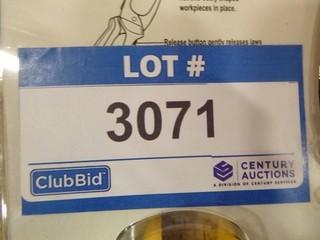 workpieces in place.
Release button gently releases jaws
LOT #
3071
ClubBid
CENTURY
AUCTIONS
A DIVISION OF CENTURY SERVICES